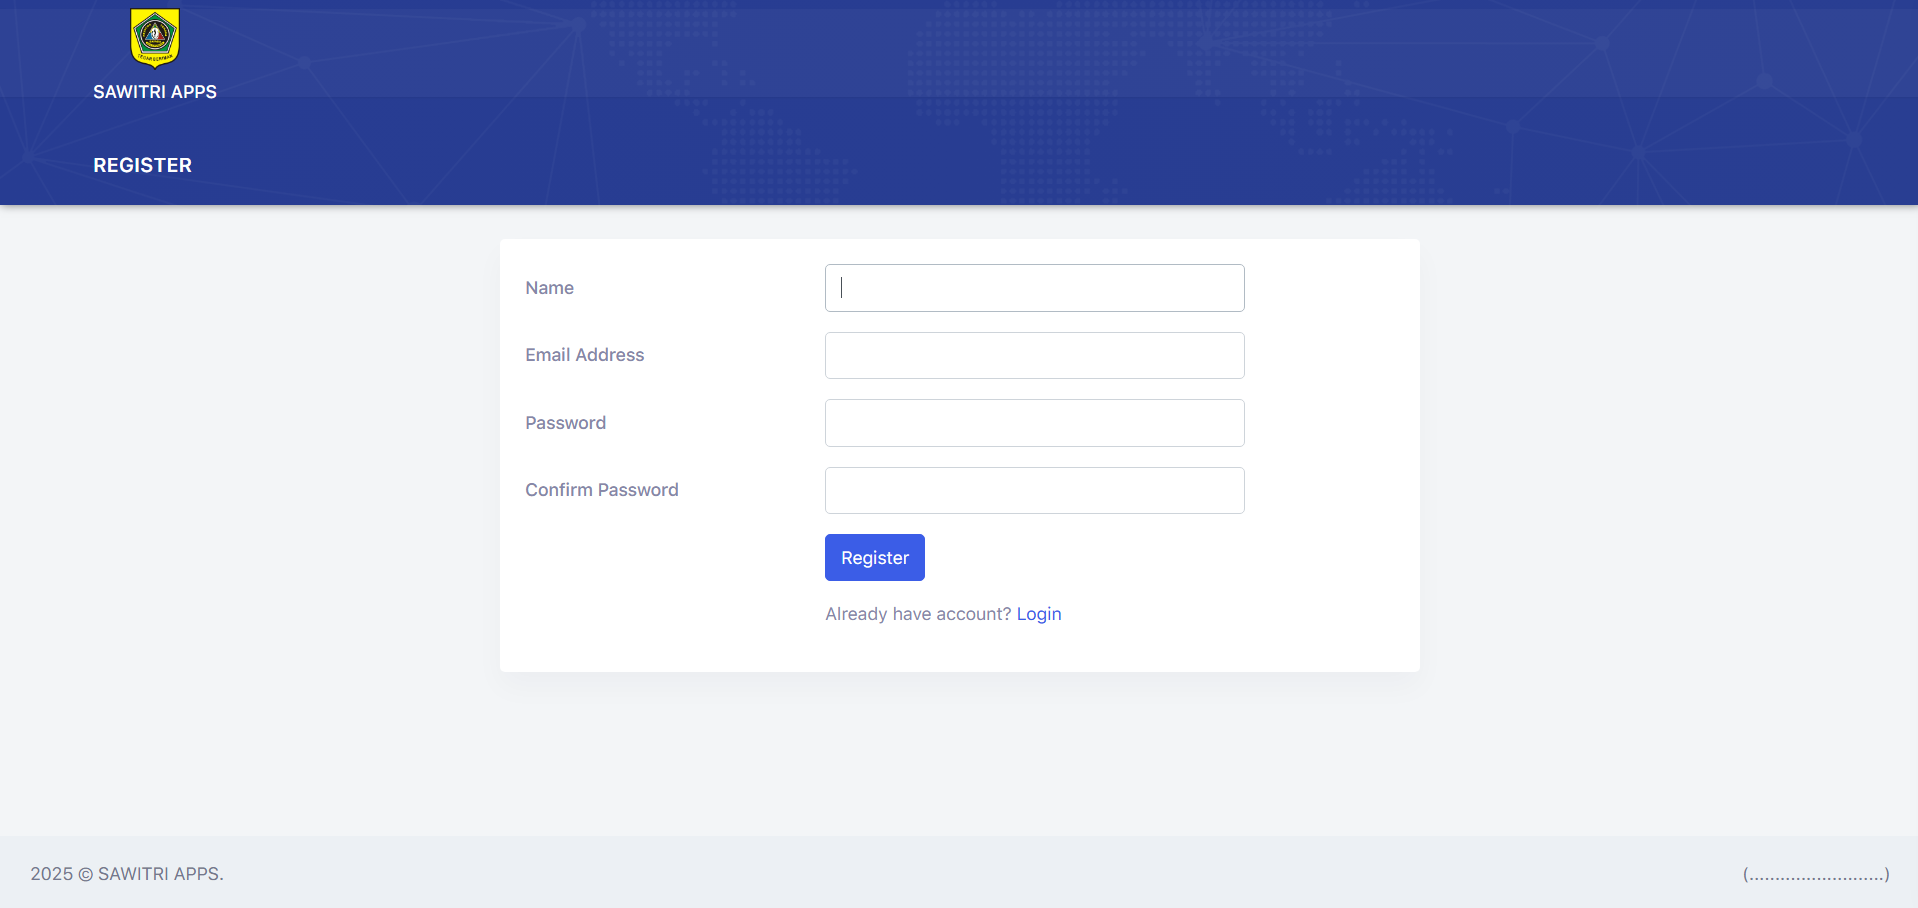 SAWITRI APPS
REGISTER
Name
Email Address
Password
Confirm Password
Register
Already have account? Login
2025 © SAWITRI APPS.
(..........................)